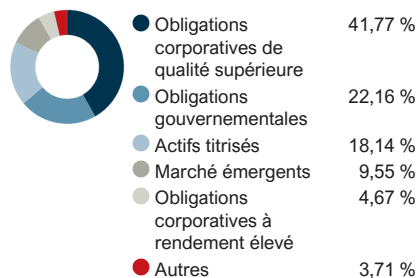 Obligations 41,77 %
corporatives de
qualité supérieure
Obligations 22,16 %
gouvernementales
Actifs titrisés 18,14 %
Marché émergents 9,55 %
Obligations 4,67 %
corporatives à
rendement élevé
Autres 3,71 %